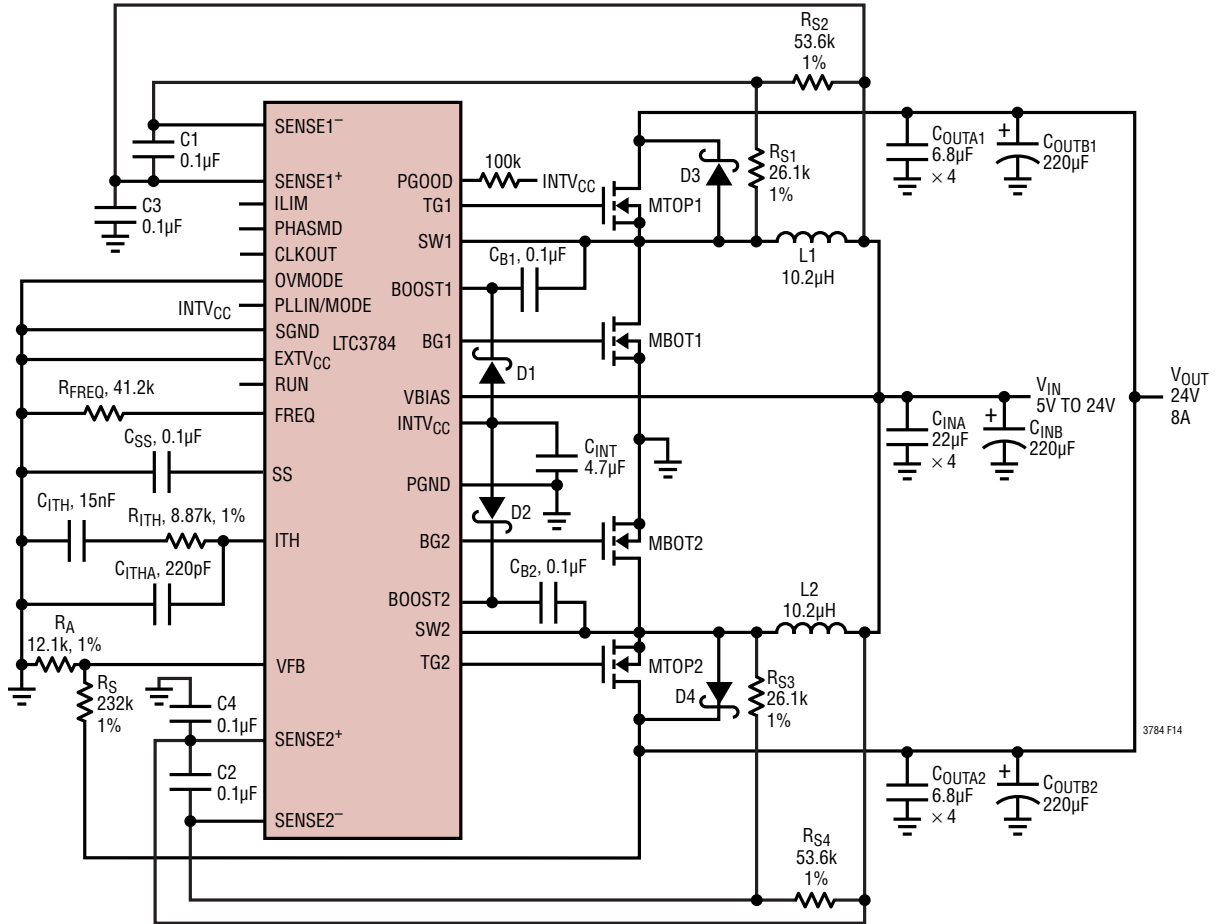 RS2
53.6k
1%
SENSE1–
C1
0.1µF
SENSE1+
C3
0.1µF
ILIM
PHASMD
CLKOUT
OVMODE
INTVCC
PLLIN/MODE
SGND
LTC3784
EXTVCC
RUN
RFREQ, 41.2k
FREQ
CSS, 0.1µF
SS
CITH, 15nF
RITH, 8.87k, 1%
ITH
CITHA, 220pF
RA
12.1k, 1%
VFB
RS
232k
1%
C4
0.1µF
SENSE2+
C2
0.1µF
SENSE2–
100k
PGOOD
INTVCC
TG1
SW1
CB1, 0.1µF
BOOST1
BG1
D1
VBIAS
INTVCC
CINT
4.7µF
PGND
D2
BG2
CB2, 0.1µF
BOOST2
SW2
TG2
D3
MTOP1
RS1
26.1k
1%
L1
10.2µH
MBOT1
MBOT2
L2
10.2µH
MTOP2
D4
RS3
26.1k
1%
RS4
53.6k
1%
COUTA1
6.8µF
× 4
+
COUTB1
220µF
VIN
5V TO 24V
CINA
22µF
× 4
+
CINB
220µF
VOUT
24V
8A
COUTA2
6.8µF
× 4
+
COUTB2
220µF
3784 F14